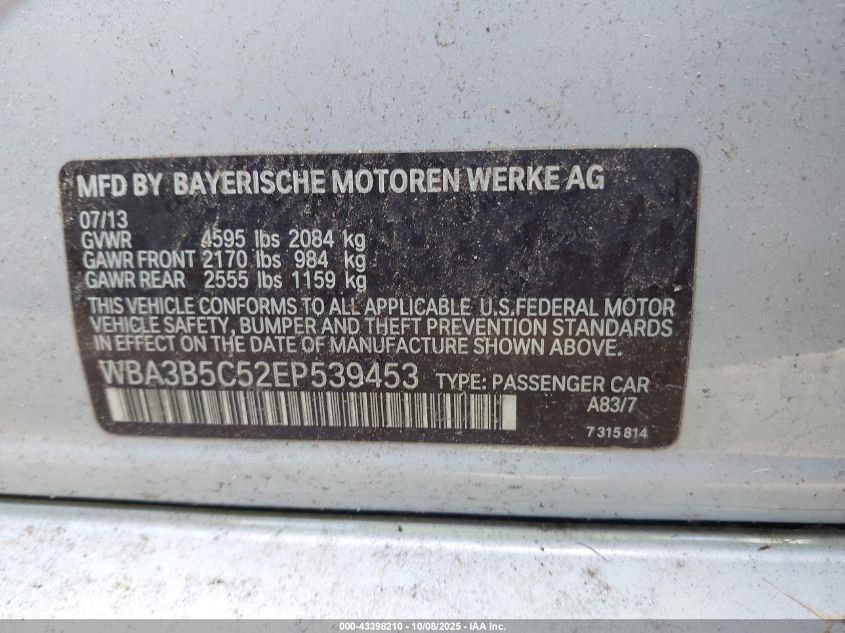 MFD BY BAYERISCHE MOTOREN WERKE AG
07/13
GVWR 4595 lbs 2084 kg
GAWR FRONT 2170 lbs 984 kg
GAWR REAR 2555 lbs 1159 kg
THIS VEHICLE CONFORMS TO ALL APPLICABLE U.S.FEDERAL MOTOR
VEHICLE SAFETY, BUMPER AND THEFT PREVENTION STANDARDS
IN EFFECT ON THE DATE OF MANUFACTURE SHOWN ABOVE.
WBA3B5C52EP539453 TYPE: PASSENGER CAR
A83/7
7 315 814
000-43398210 - 10/08/2025 - IAA Inc.